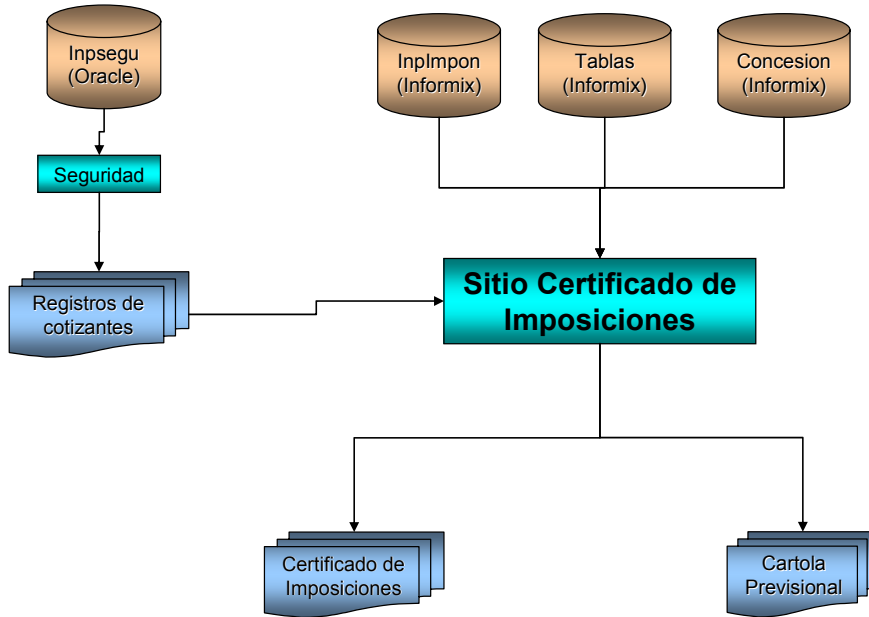 Inpsegu
(Oracle)
InpImpon
(Informix)
Tablas
(Informix)
Concesion
(Informix)
Seguridad
Registros de
cotizantes
Sitio Certificado de
Imposiciones
Certificado de
Imposiciones
Cartola
Previsional